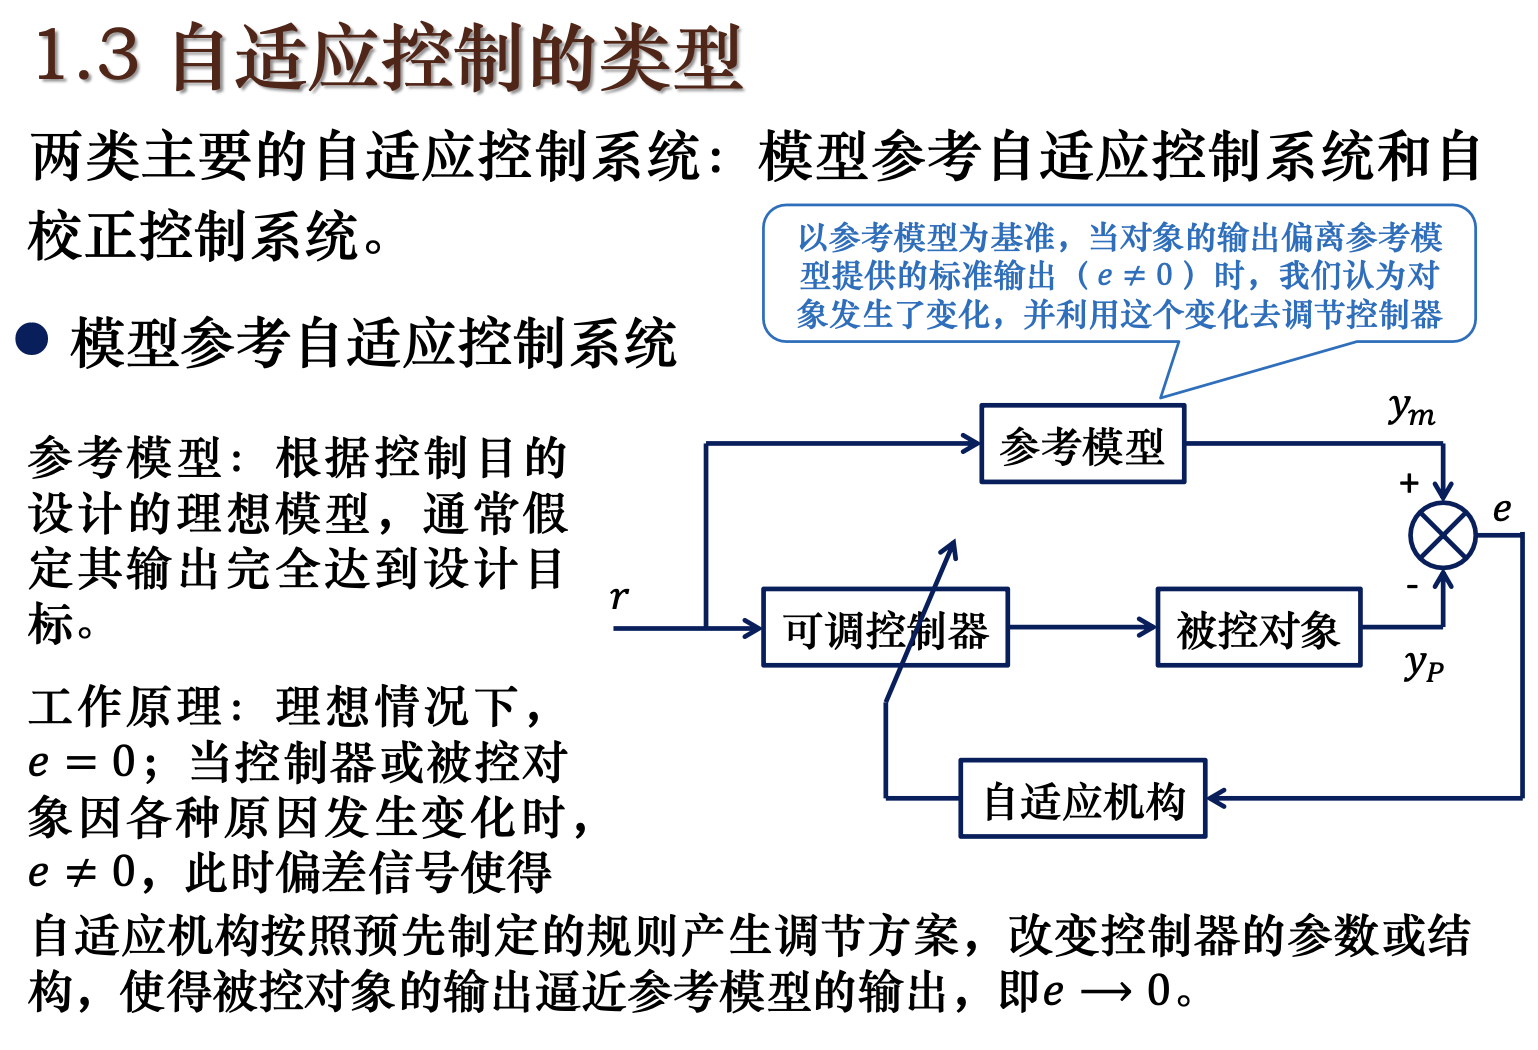 1.3 自适应控制的类型
两类主要的自适应控制系统：模型参考自适应控制系统和自
校正控制系统。
以参考模型为基准，当对象的输出偏离参考模
型提供的标准输出（e ≠ 0）时，我们认为对
象发生了变化，并利用这个变化去调节控制器
模型参考自适应控制系统
参考模型：根据控制目的
设计的理想模型，通常假
定其输出完全达到设计目
标。
工作原理：理想情况下，
e = 0；当控制器或被控对
象因各种原因发生变化时，
e ≠ 0，此时偏差信号使得
自适应机构按照预先制定的规则产生调节方案，改变控制器的参数或结
构，使得被控对象的输出逼近参考模型的输出，即e ⟶ 0。
y_m
参考模型
+
e
-
r
可调控制器
被控对象
y_P
自适应机构